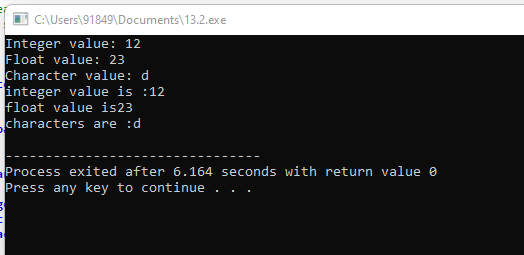 C:\Users\91849\Documents\13.2.exe
Integer value: 12
Float value: 23
Character value: d
integer value is :12
float value is23
characters are :d
--------------------------------
Process exited after 6.164 seconds with return value 0
Press any key to continue . . .